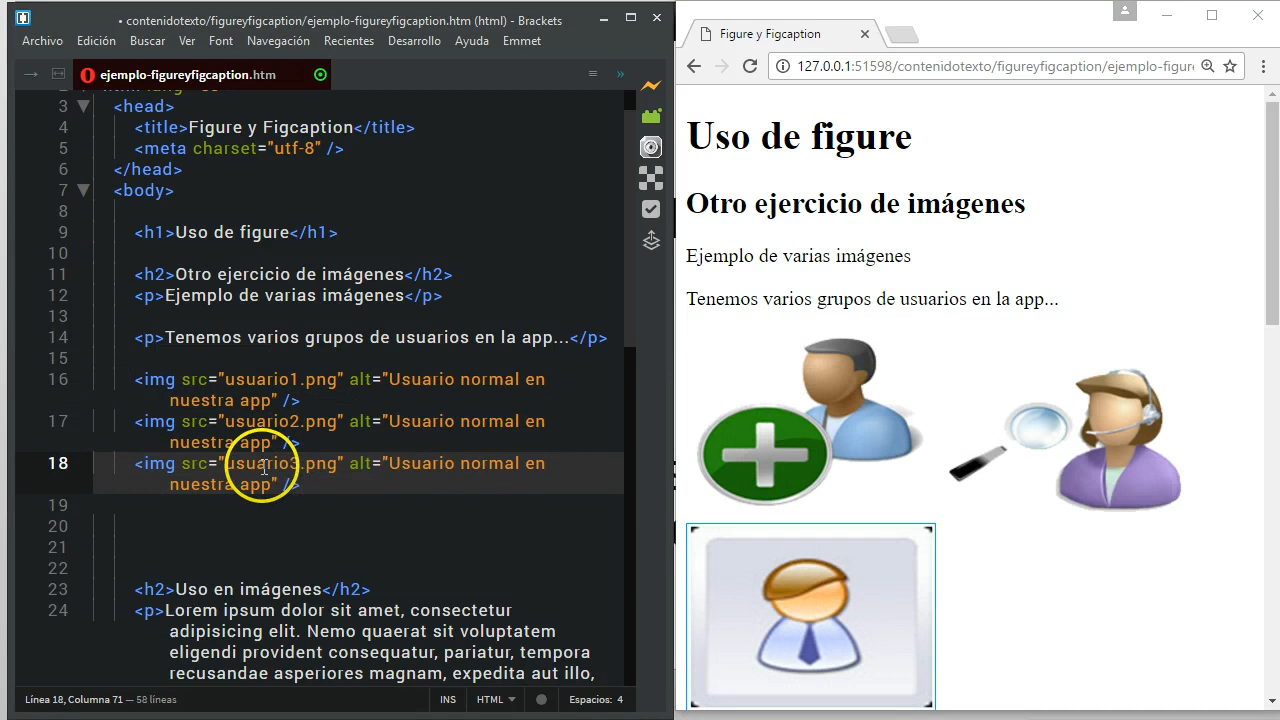 • contenidotexto/figureyfigcaption/ejemplo-figureyfigcaption.htm (html) - Brackets
Archivo Edición Buscar Ver Font Navegación Recientes Desarrollo Ayuda Emmet
ejemplo-figureyfigcaption.htm
3 <head>
4 <title>Figure y Figcaption</title>
5 <meta charset="utf-8" />
6 </head>
7 <body>
8
9 <h1>Uso de figure</h1>
10
11 <h2>Otro ejercicio de imágenes</h2>
12 <p>Ejemplo de varias imágenes</p>
13
14 <p>Tenemos varios grupos de usuarios en la app...</p>
15
16 <img src="usuario1.png" alt="Usuario normal en
nuestra app" />
17 <img src="usuario2.png" alt="Usuario normal en
nuestra app" />
18 <img src="usuario3.png" alt="Usuario normal en
nuestra app" />
19
20
21
22
23 <h2>Uso en imágenes</h2>
24 <p>Lorem ipsum dolor sit amet, consectetur
adipisicing elit. Nemo quaerat sit voluptatem
eligendi provident consequatur, pariatur, tempora
recusandae asperiores magnam, expedita aut illo,
Línea 18, Columna 71 — 58 líneas
INS HTML Espacios: 4
Figure y Figcaption
127.0.0.1:51598/contenidotexto/figureyfigcaption/ejemplo-figur
Uso de figure
Otro ejercicio de imágenes
Ejemplo de varias imágenes
Tenemos varios grupos de usuarios en la app...